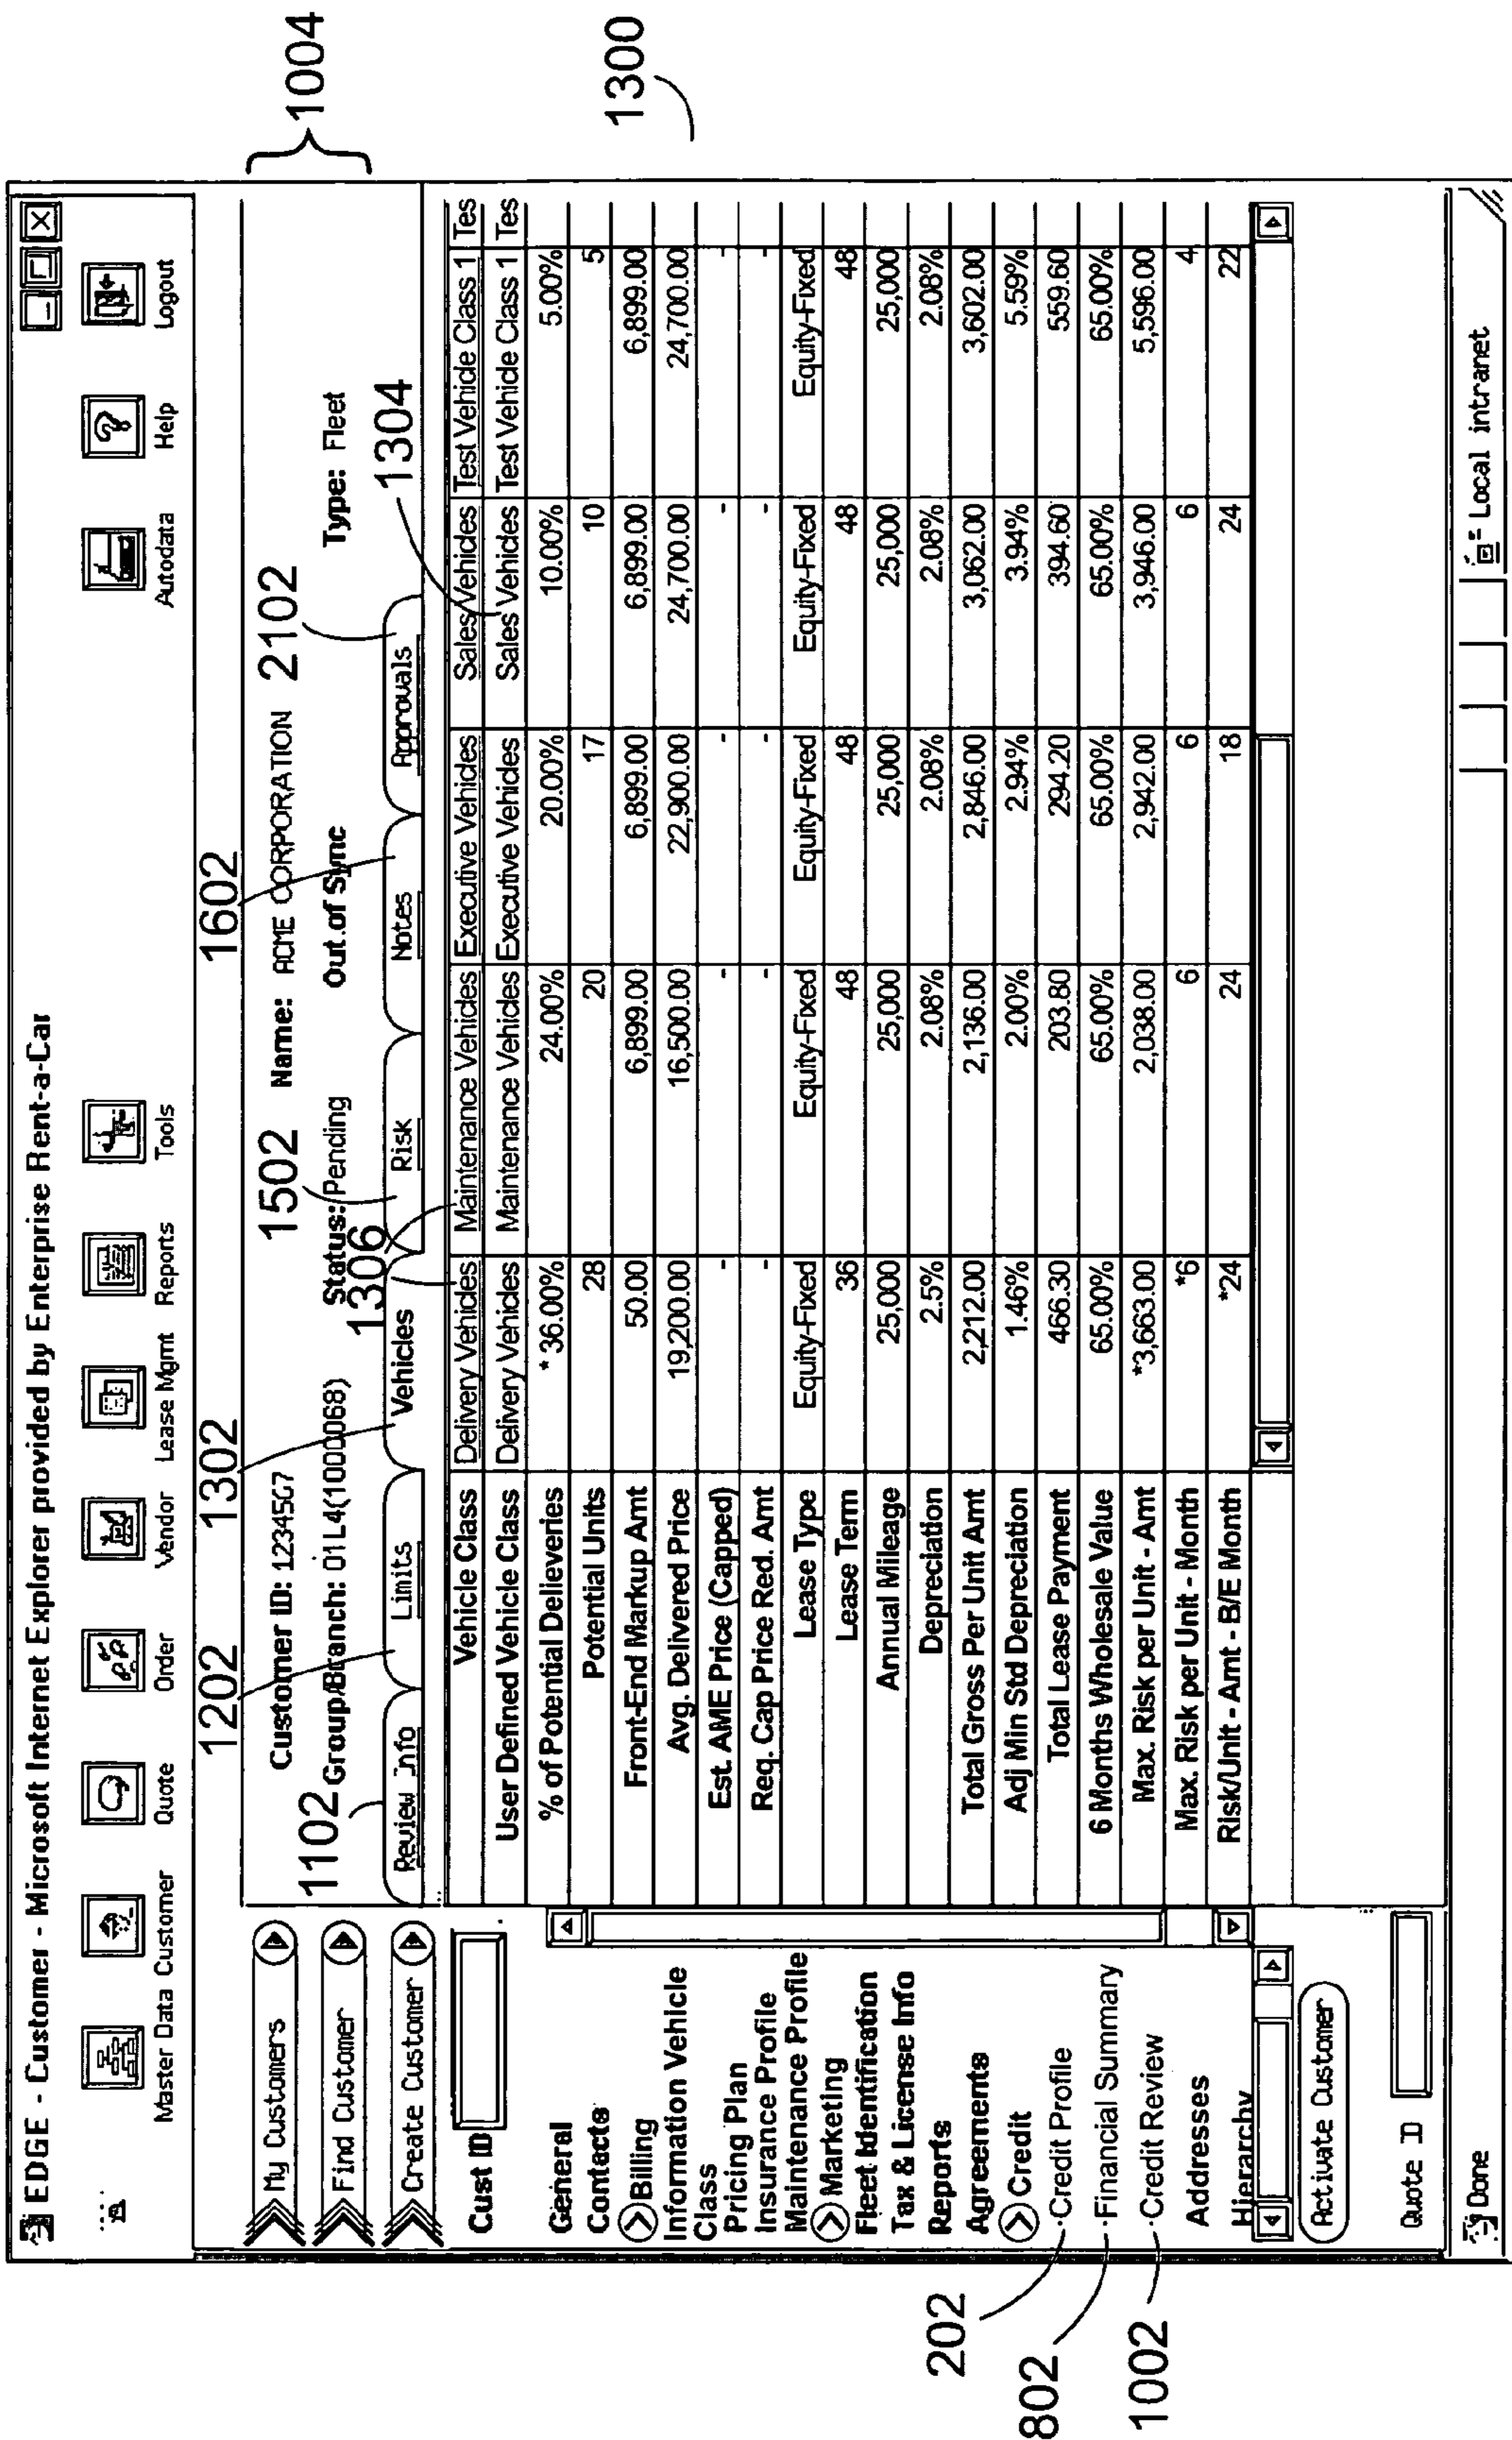 EDGE - Customer - Microsoft Internet Explorer provided by Enterprise Rent-a-Car
Master Data Customer Quote Order Vendor Lease Mgmt Reports Tools Autodata Help Logout
1202 1302 1602
My Customers
Find Customer
Create Customer
Cust ID
General
Contacts
Billing
Information Vehicle
Class
Pricing Plan
Insurance Profile
Maintenance Profile
Marketing
Fleet Identification
Tax & License Info
Reports
Agreements
Credit
202 ·Credit Profile
802 ·Financial Summary
1002 ·Credit Review
Addresses
Hierarchy
Activate Customer
Quote ID
Customer ID: 1234567 1502 Name: ACME CORPORATION 2102
1102 Group/Branch: 01L4(1000068) Status: Pending Out of Sync Type: Fleet
1306 1304
1004
1300
Review Info Limits Vehicles Risk Notes Approvals
Vehicle Class Delivery Vehicles Maintenance Vehicles Executive Vehicles Sales Vehicles Test Vehicle Class 1 Tes
User Defined Vehicle Class Delivery Vehicles Maintenance Vehicles Executive Vehicles Sales Vehicles Test Vehicle Class 1 Tes
% of Potential Delieveries * 36.00% 24.00% 20.00% 10.00% 5.00%
Potential Units 28 20 17 10 5
Front-End Markup Amt 50.00 6,899.00 6,899.00 6,899.00 6,899.00
Avg. Delivered Price 19,200.00 16,500.00 22,900.00 24,700.00 24,700.00
Est. AME Price (Capped) - - - - -
Req. Cap Price Red. Amt - - - - -
Lease Type Equity-Fixed Equity-Fixed Equity-Fixed Equity-Fixed Equity-Fixed
Lease Term 36 48 48 48 48
Annual Mileage 25,000 25,000 25,000 25,000 25,000
Depreciation 2.5% 2.08% 2.08% 2.08% 2.08%
Total Gross Per Unit Amt 2,212.00 2,136.00 2,846.00 3,062.00 3,602.00
Adj Min Std Depreciation 1.46% 2.00% 2.94% 3.94% 5.59%
Total Lease Payment 466.30 203.80 294.20 394.60 559.60
6 Months Wholesale Value 65.00% 65.00% 65.00% 65.00% 65.00%
Max. Risk per Unit - Amt *3,663.00 2,038.00 2,942.00 3,946.00 5,596.00
Max. Risk per Unit - Month *6 6 6 6 4
Risk/Unit - Amt - B/E Month *24 24 18 24 22
Done Local intranet